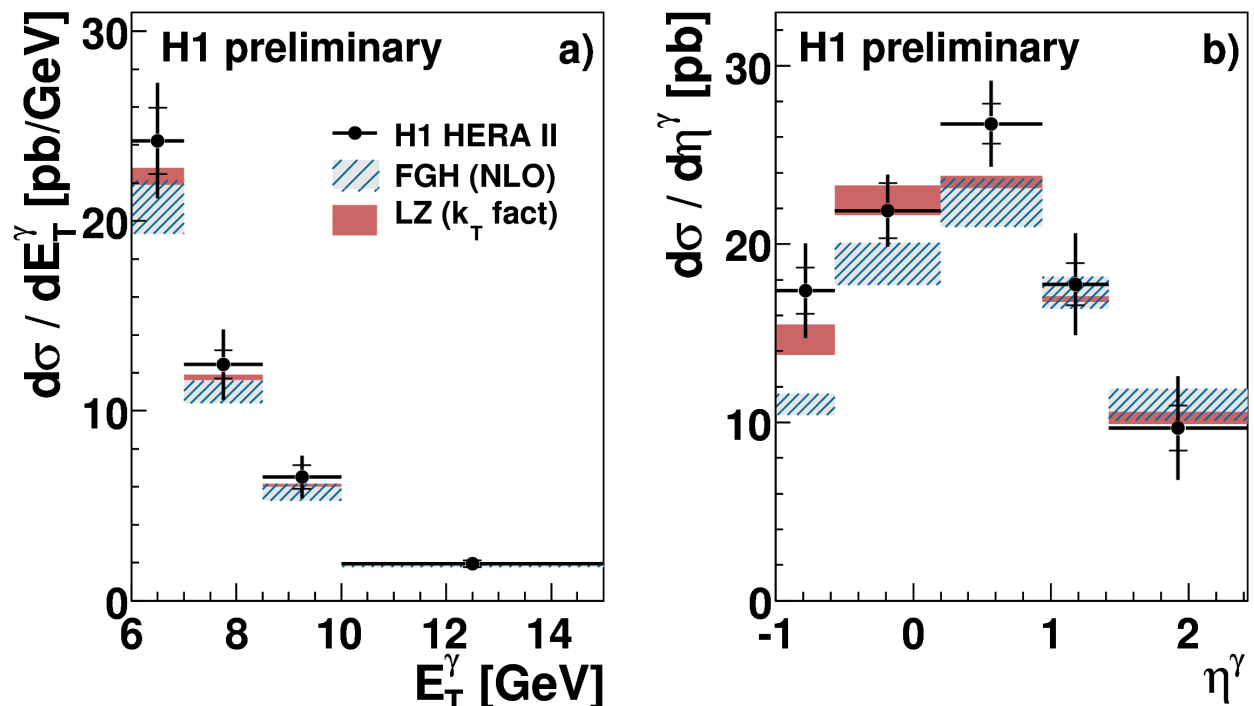 H1 preliminary a)
H1 HERA II
FGH (NLO)
LZ (k_T fact)
dσ / dE_T^γ [pb/GeV]
30
20
10
0
6 8 10 12 14
E_T^γ [GeV]
H1 preliminary b)
dσ / dη^γ [pb]
30
20
10
0
-1 0 1 2
η^γ